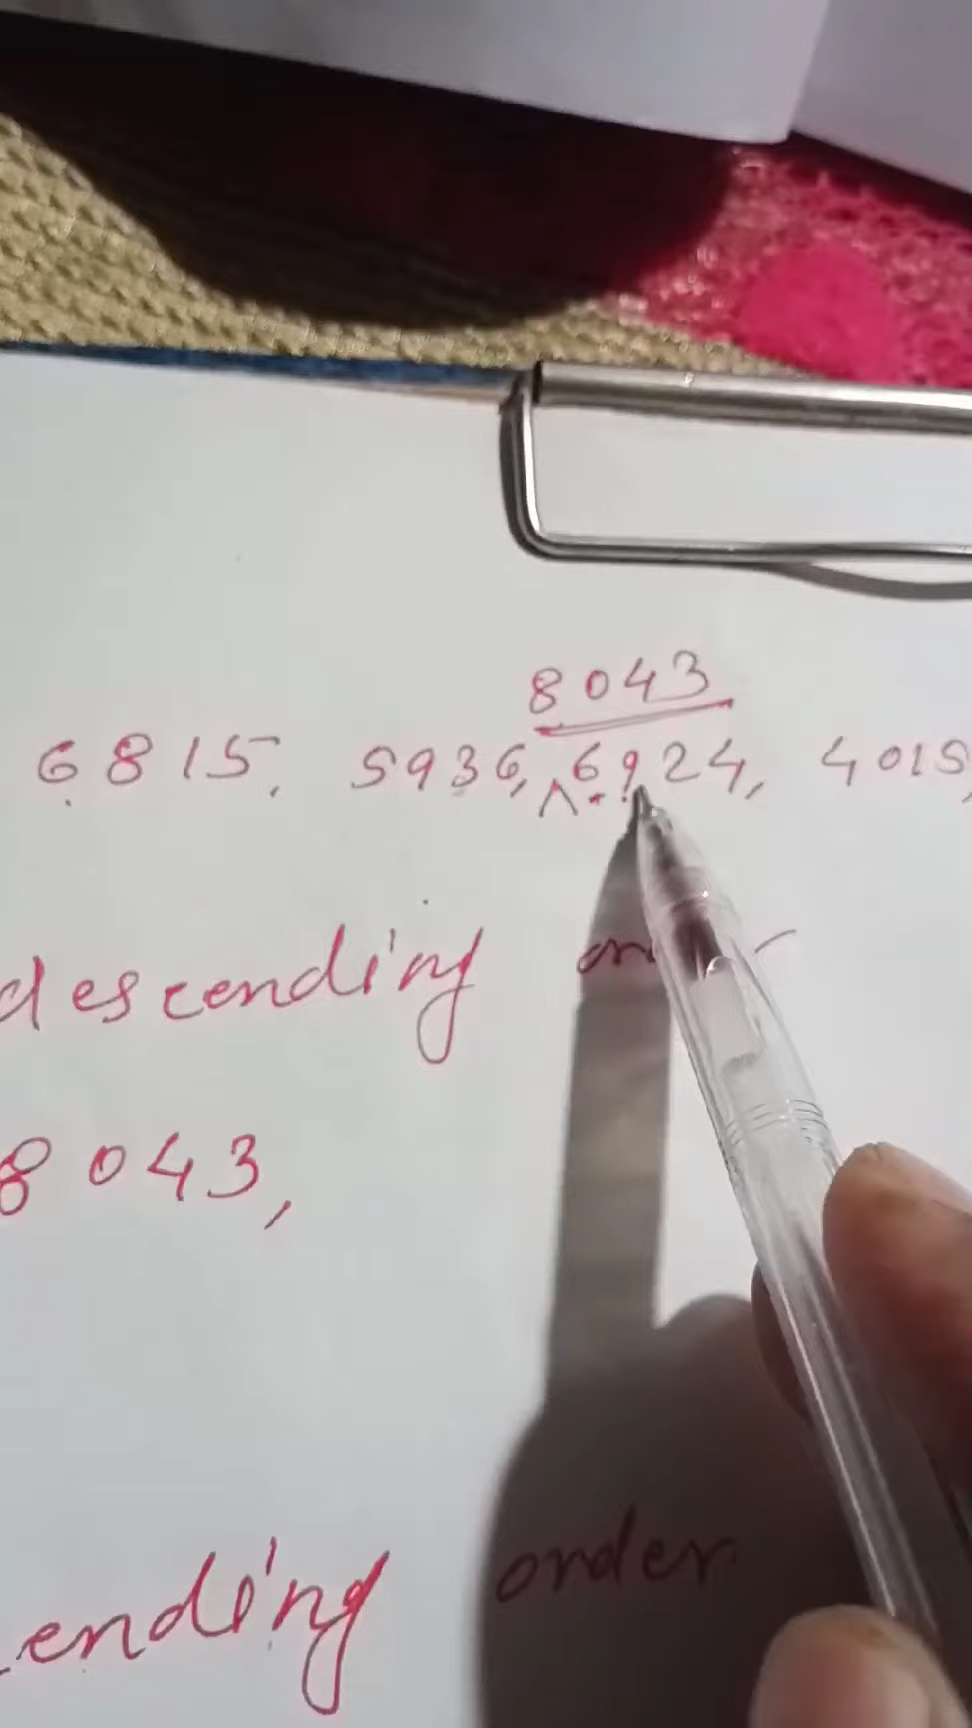 8043
6815, 5936, ^ 6924, 4015,
descending
8043,
ending order